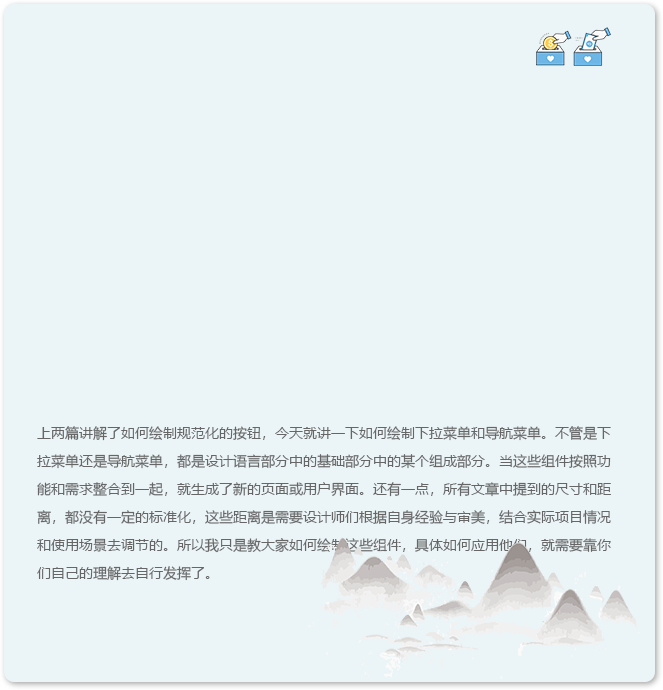 上两篇讲解了如何绘制规范化的按钮，今天就讲一下如何绘制下拉菜单和导航菜单。不管是下
拉菜单还是导航菜单，都是设计语言部分中的基础部分中的某个组成部分。当这些组件按照功
能和需求整合到一起，就生成了新的页面或用户界面。还有一点，所有文章中提到的尺寸和距
离，都没有一定的标准化，这些距离是需要设计师们根据自身经验与审美，结合实际项目情况
和使用场景去调节的。所以我只是教大家如何绘制这些组件，具体如何应用他们，就需要靠你
们自己的理解去自行发挥了。